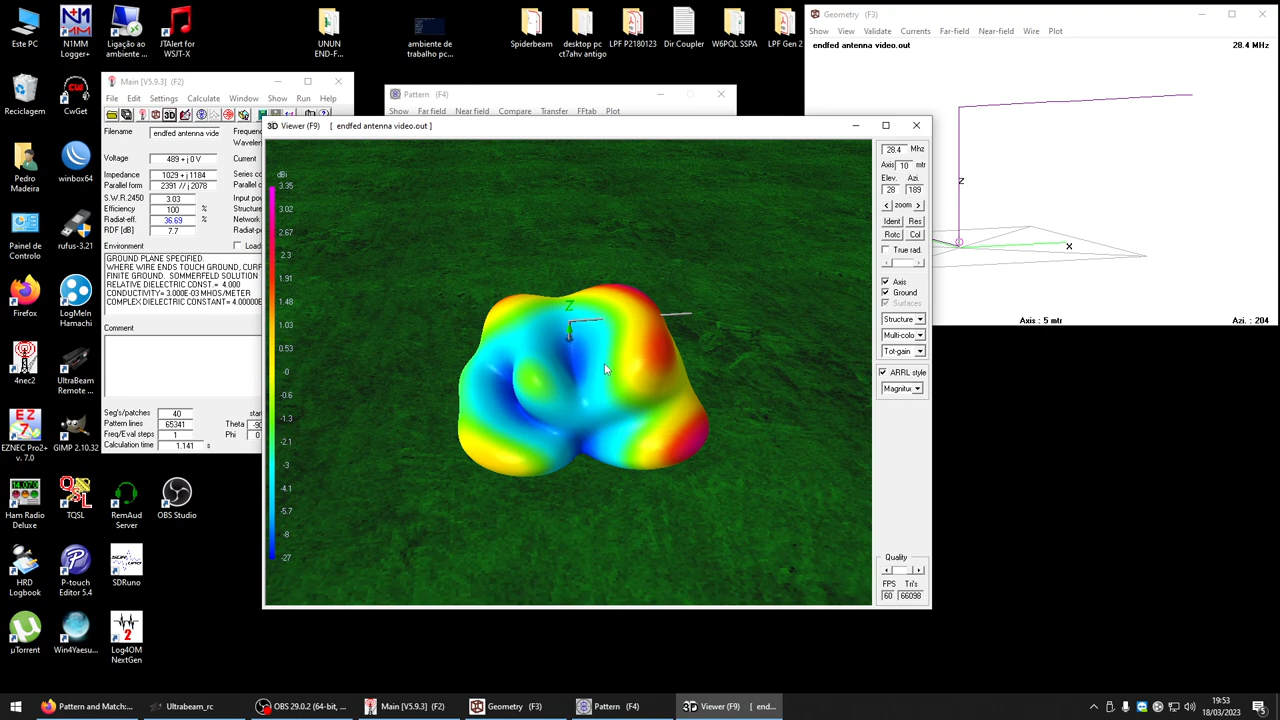 Este PC
N1MM
Logger+
Ligação ao
ambiente ...
JTAlert for
WSJT-X
UNUN
END-F...
ambiente de
trabalho pc...
Spiderbeam
desktop pc
ct7ahv antigo
LPF P2180123
Dir Coupler
W6PQL SSPA
LPF Gen 2
Reciclagem
CwGet
Pedro
Madeira
winbox64
Painel de
Controlo
rufus-3.21
Firefox
LogMeIn
Hamachi
4nec2
UltraBeam
Remote ...
EZNEC Pro2+
v. 7.0
GIMP 2.10.32
Ham Radio
Deluxe
TQSL
RemAud
Server
OBS Studio
HRD
Logbook
P-touch
Editor 5.4
SDRuno
µTorrent
Win4Yaesu...
Log4OM
NextGen
Main [V5.9.3] (F2)
File Edit Settings Calculate Window Show Run Help
Filename endfed antenna vide
Voltage 489 + j 0 V
Current
Impedance 1029 + j 1184
Parallel form 2391 // j 2078
S.W.R.2450 3.03
Efficiency 100 %
Radiat-eff. 36.69 %
RDF [dB] 7.7
Environment
GROUND PLANE SPECIFIED.
WHERE WIRE ENDS TOUCH GROUND, CURR
FINITE GROUND. SOMMERFELD SOLUTION
RELATIVE DIELECTRIC CONST.= 4.000
CONDUCTIVITY= 3.000E-03 MHOS/METER
COMPLEX DIELECTRIC CONSTANT= 4.00000E
Comment
Seg's/patches 40
Pattern lines 65341
Freq/Eval steps 1
Calculation time 1.141 s
Theta -90
Phi 0
Pattern (F4)
Show Far field Near field Compare Transfer FFtab Plot
3D Viewer (F9) [ endfed antenna video.out ]
dBi
3.35
3.02
2.67
2.3
1.91
1.48
1.03
0.53
-0
-0.6
-1.3
-2.1
-3
-4.1
-5.7
-8
-27
Z
28.4 Mhz
Axis 10 mtr
Elev. Azi.
28 189
< zoom >
Ident Res
Rotc Col
True rad.
Axis
Ground
Surfaces
Structure
Multi-colo
Tot-gain
ARRL style
Magnitu
Quality
FPS Tri's
60 66098
Geometry (F3)
Show View Validate Currents Far-field Near-field Wire Plot
endfed antenna video.out 28.4 MHz
Z
X
Axis : 5 mtr Azi. : 204
Pattern and Match:...
Ultrabeam_rc
OBS 29.0.2 (64-bit, ...
Main [V5.9.3] (F2)
Geometry (F3)
Pattern (F4)
3D Viewer (F9) [ end...
19:53
18/03/2023
5